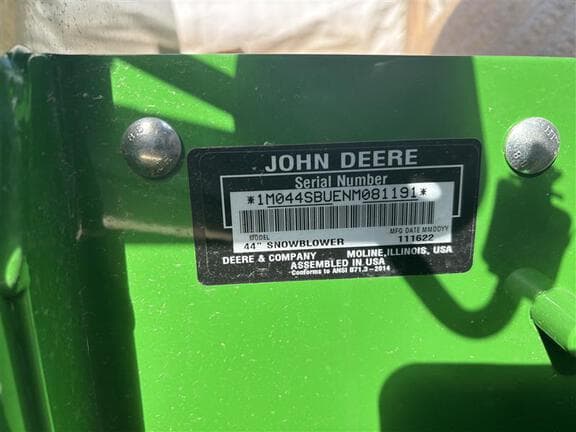 JOHN DEERE
Serial Number
*1M044SBUENM081191*
MODEL MFG DATE MMDDYY
44" SNOWBLOWER 111622
DEERE & COMPANY MOLINE,ILLINOIS, USA
ASSEMBLED IN USA
Conforms to ANSI B71.3-2014